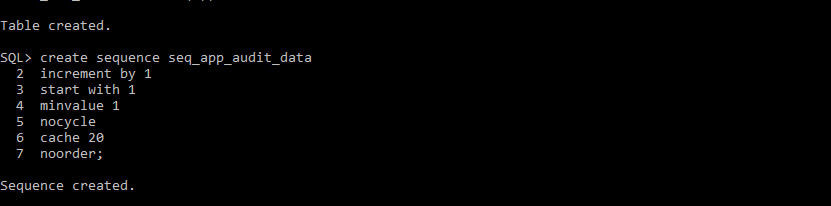 Table created.
SQL> create sequence seq_app_audit_data
2 increment by 1
3 start with 1
4 minvalue 1
5 nocycle
6 cache 20
7 noorder;
Sequence created.